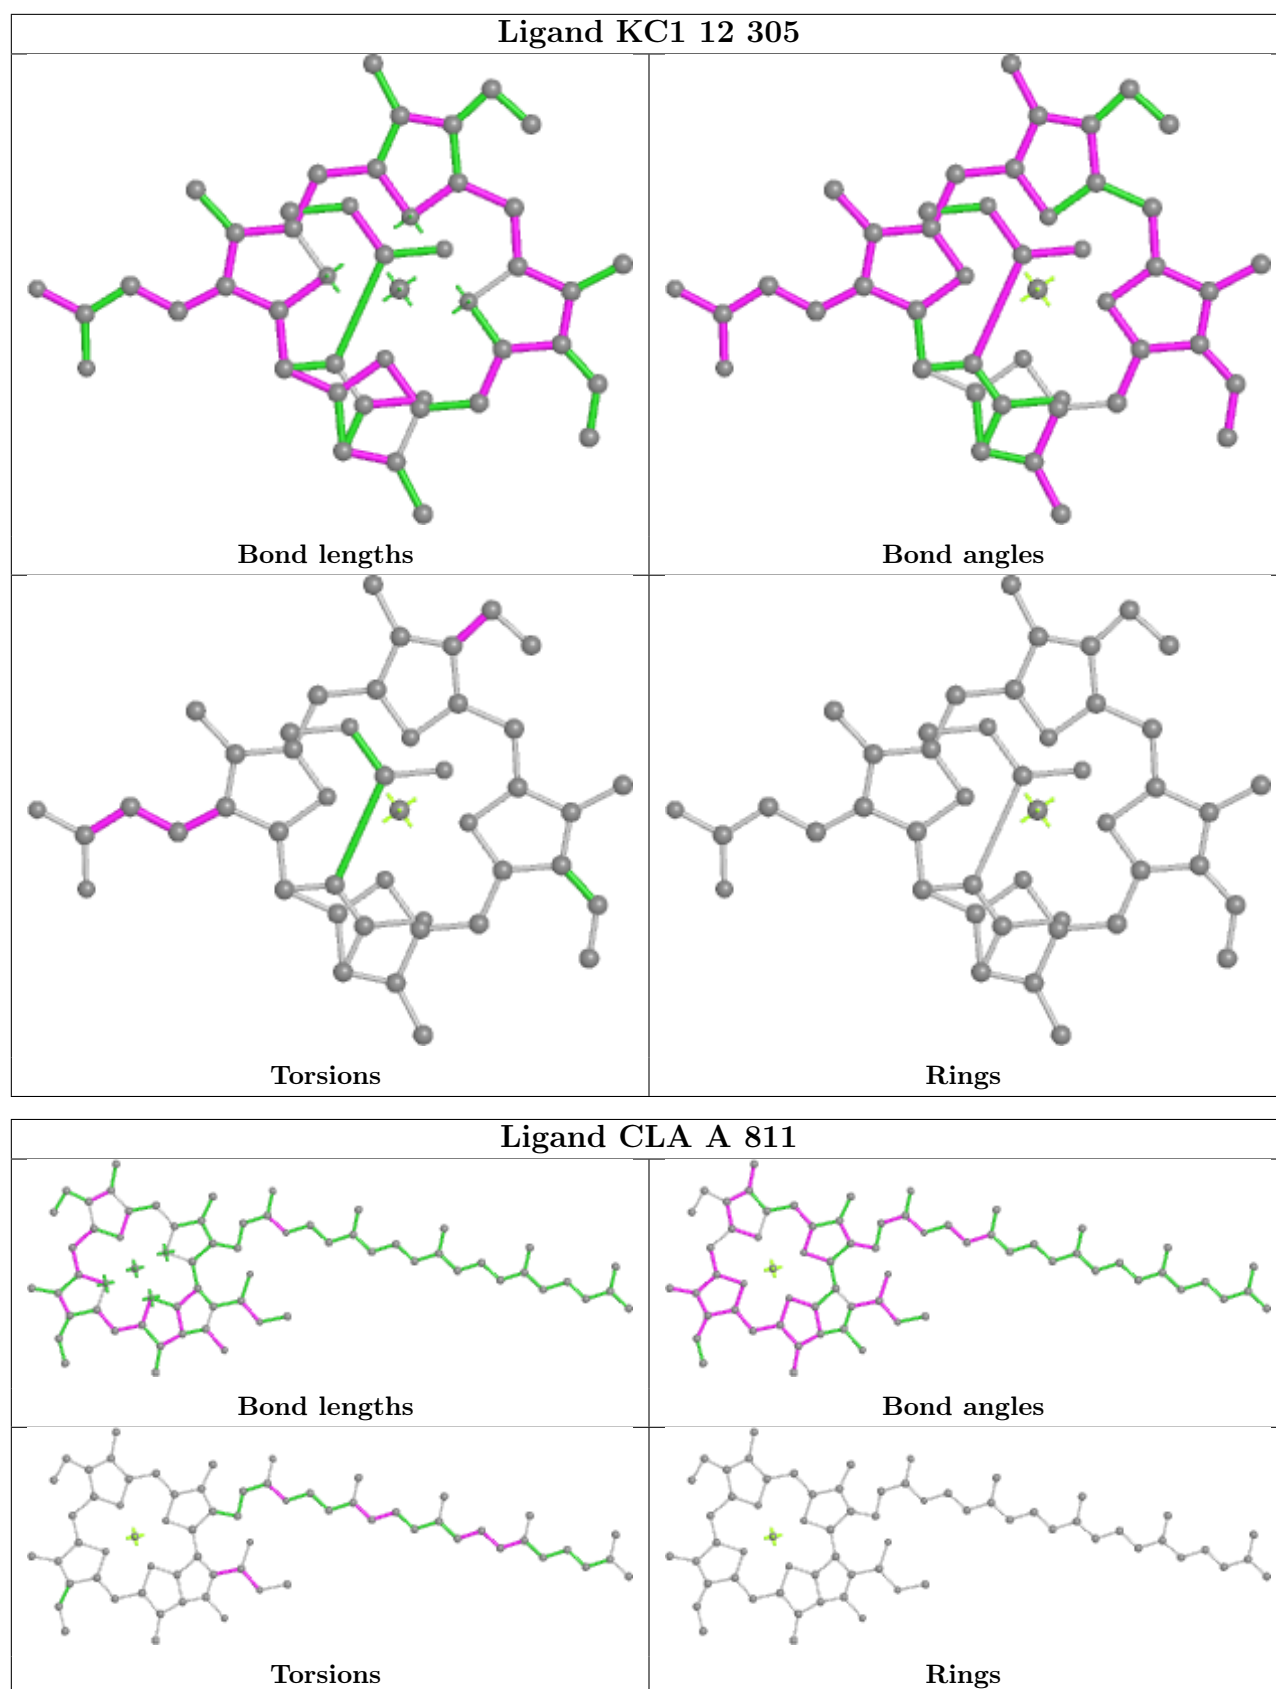 Ligand KC1 12 305
Bond lengths
Bond angles
Torsions
Rings
Ligand CLA A 811
Bond lengths
Bond angles
Torsions
Rings